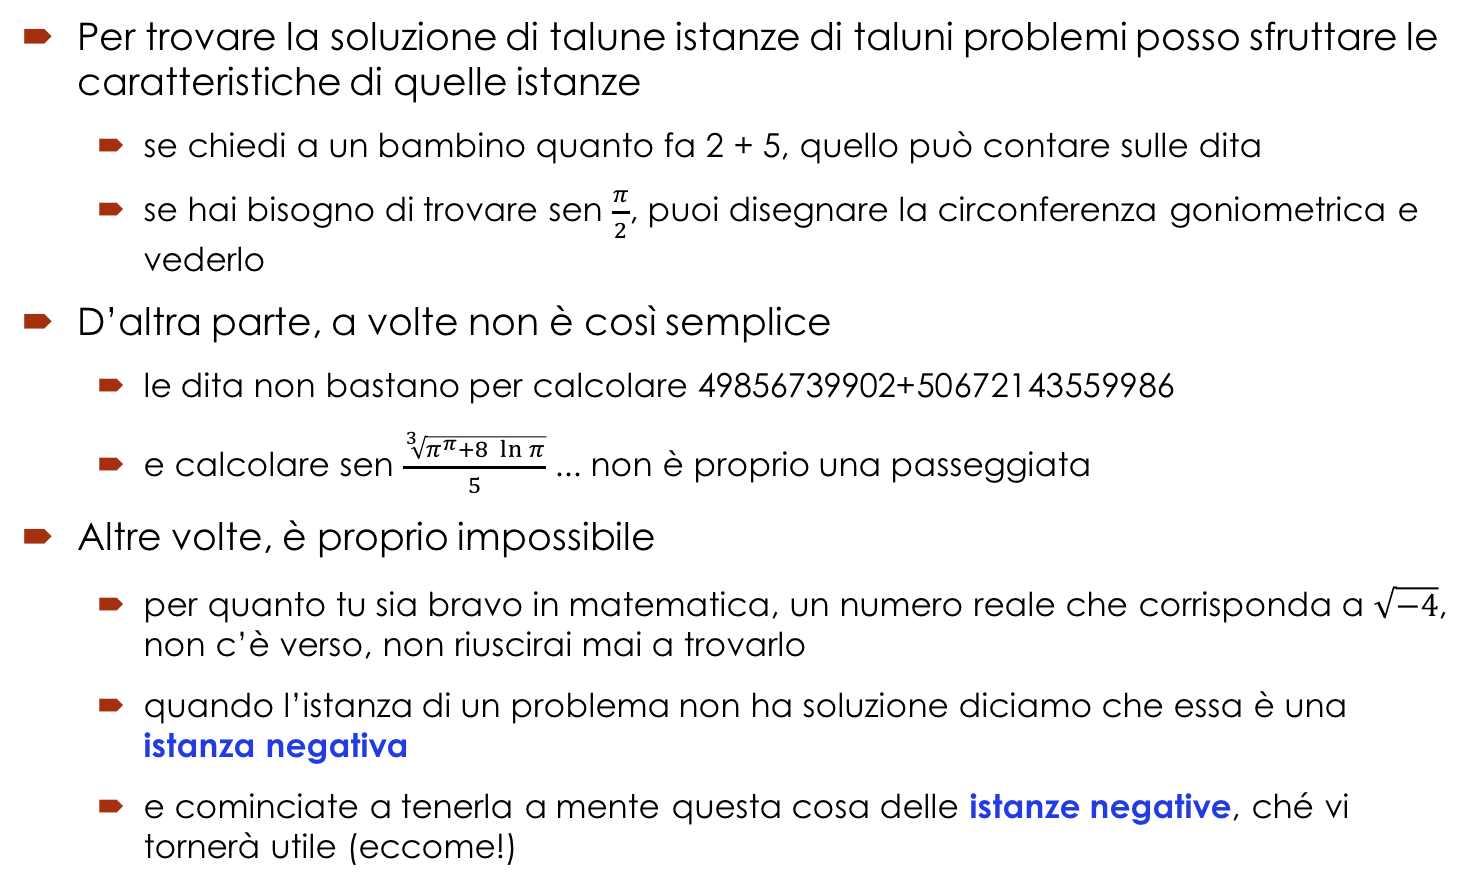 Per trovare la soluzione di talune istanze di taluni problemi posso sfruttare le
caratteristiche di quelle istanze
se chiedi a un bambino quanto fa 2 + 5, quello può contare sulle dita
se hai bisogno di trovare sen π/2, puoi disegnare la circonferenza goniometrica e
vederlo
D’altra parte, a volte non è così semplice
le dita non bastano per calcolare 49856739902+50672143559986
e calcolare sen ∛(π^π+8 ln π)/5 ... non è proprio una passeggiata
Altre volte, è proprio impossibile
per quanto tu sia bravo in matematica, un numero reale che corrisponda a √−4,
non c’è verso, non riuscirai mai a trovarlo
quando l’istanza di un problema non ha soluzione diciamo che essa è una
istanza negativa
e cominciate a tenerla a mente questa cosa delle istanze negative, ché vi
tornerà utile (eccome!)